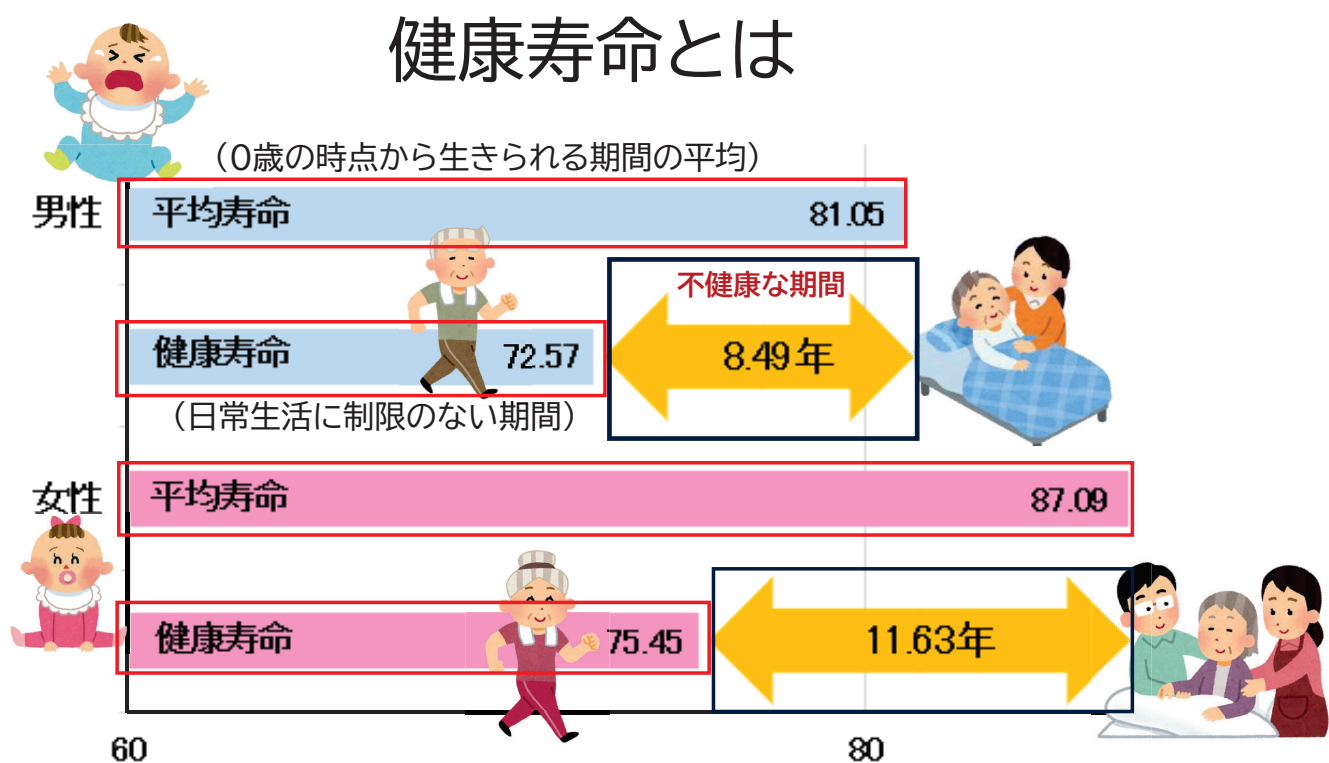 健康寿命とは
（0歳の時点から生きられる期間の平均）
男性
平均寿命
81.05
不健康な期間
健康寿命
72.57
8.49年
（日常生活に制限のない期間）
女性
平均寿命
87.09
健康寿命
75.45
11.63年
60
80